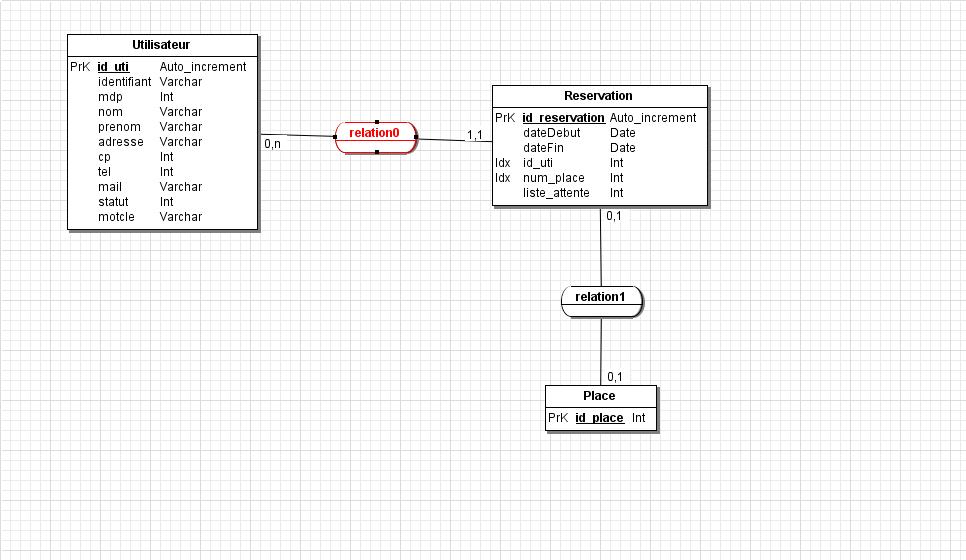 Utilisateur
PrK id_uti Auto_increment
identifiant Varchar
mdp Int
nom Varchar
prenom Varchar
adresse Varchar
cp Int
tel Int
mail Varchar
statut Int
motcle Varchar
0,n
relation0
1,1
Reservation
PrK id_reservation Auto_increment
dateDebut Date
dateFin Date
Idx id_uti Int
Idx num_place Int
liste_attente Int
0,1
relation1
0,1
Place
PrK id_place Int